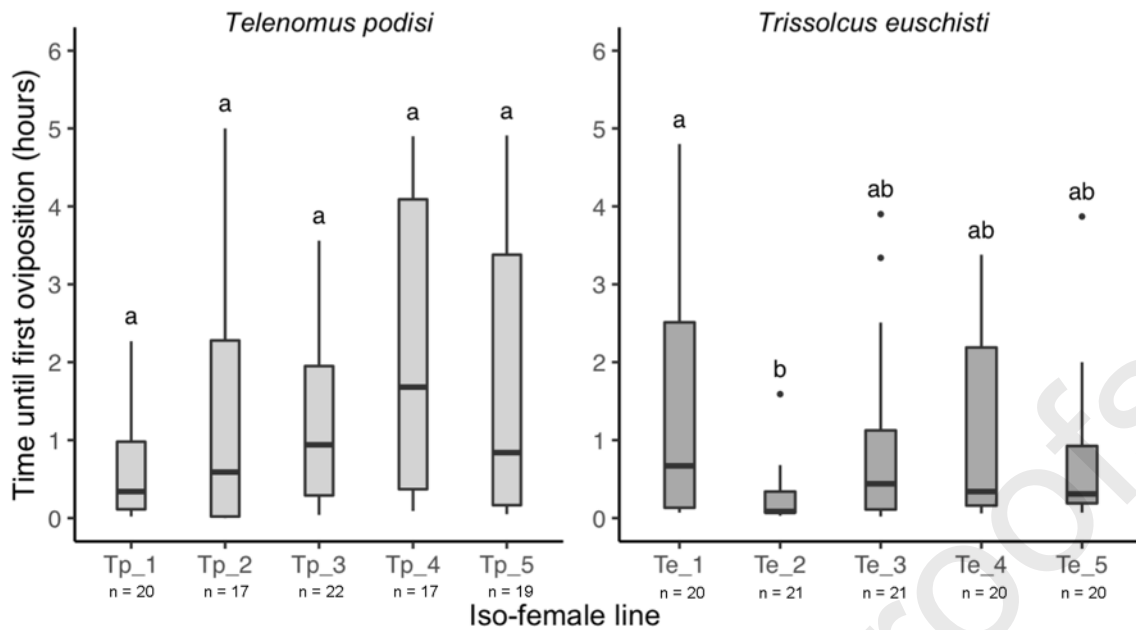 Telenomus podisi
Trissolcus euschisti
Time until first oviposition (hours)
6
5
4
3
2
1
0
a
a
a
a
a
Tp_1
Tp_2
Tp_3
Tp_4
Tp_5
n = 20
n = 17
n = 22
n = 17
n = 19
6
5
4
3
2
1
0
a
b
ab
ab
ab
Te_1
Te_2
Te_3
Te_4
Te_5
n = 20
n = 21
n = 21
n = 20
n = 20
Iso-female line